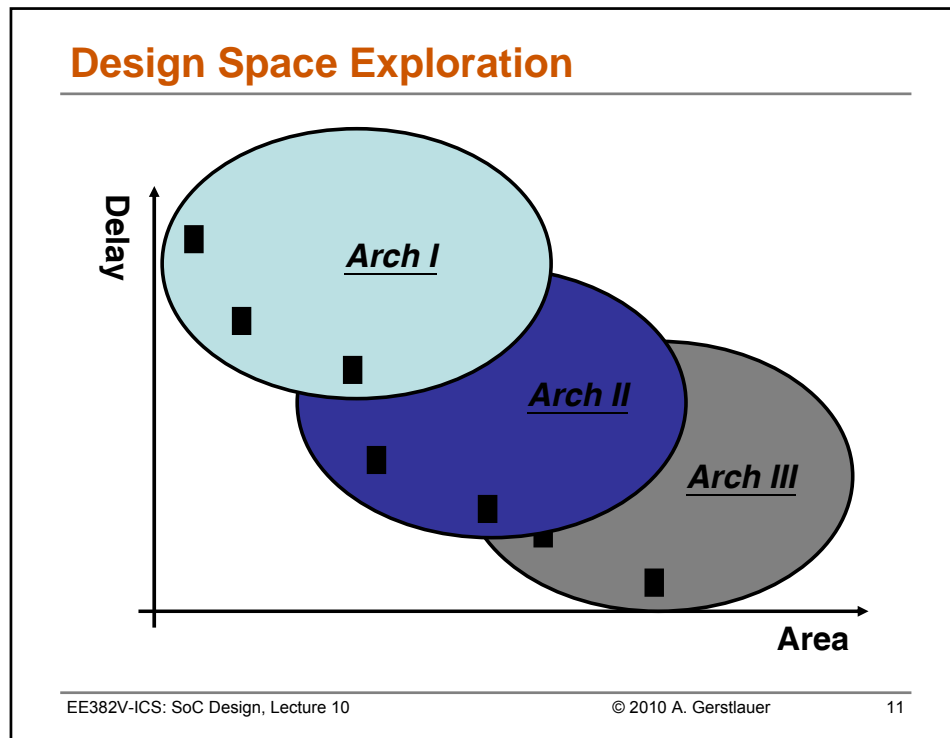 Design Space Exploration
Delay
Arch I
Arch II
Arch III
Area
EE382V-ICS: SoC Design, Lecture 10 © 2010 A. Gerstlauer 11